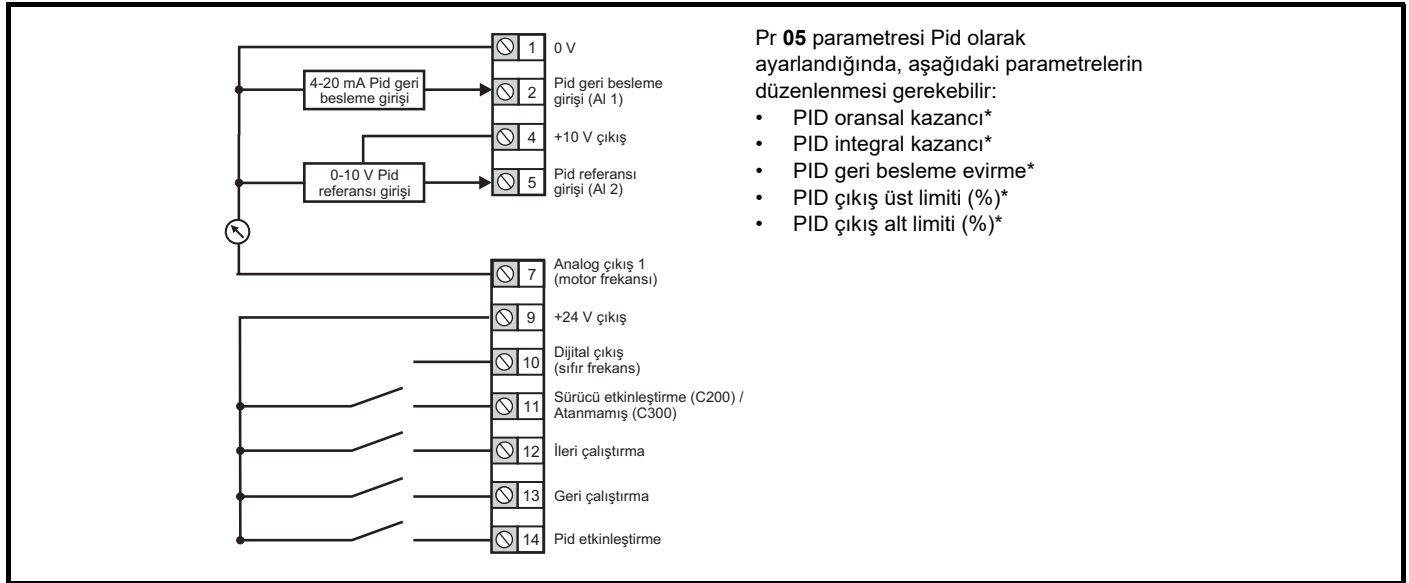 1 0 V
4-20 mA Pid geri
besleme girişi
2 Pid geri besleme
girişi (AI 1)
4 +10 V çıkış
0-10 V Pid
referansı girişi
5 Pid referansı
girişi (AI 2)
7 Analog çıkış 1
(motor frekansı)
9 +24 V çıkış
10 Dijital çıkış
(sıfır frekans)
11 Sürücü etkinleştirme (C200) /
Atanmamış (C300)
12 İleri çalıştırma
13 Geri çalıştırma
14 Pid etkinleştirme
Pr 05 parametresi Pid olarak
ayarlandığında, aşağıdaki parametrelerin
düzenlenmesi gerekebilir:
• PID oransal kazancı*
• PID integral kazancı*
• PID geri besleme evirme*
• PID çıkış üst limiti (%)*
• PID çıkış alt limiti (%)*